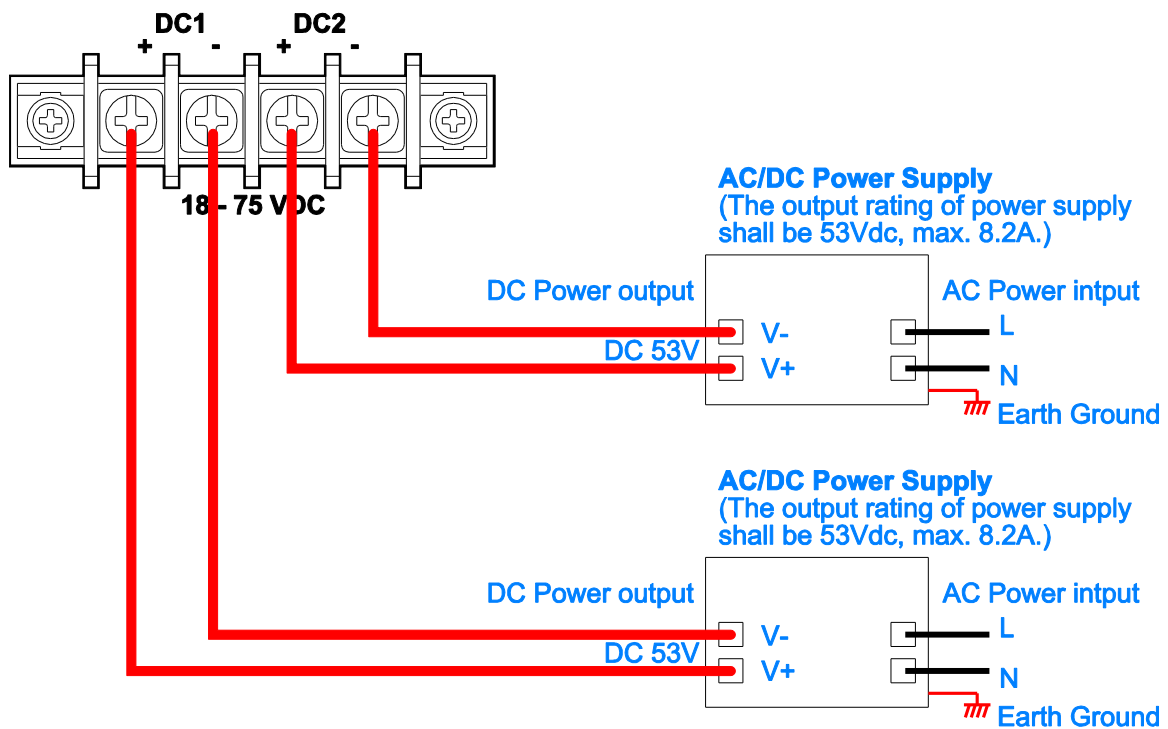 DC1 DC2
+ - + -
18 - 75 VDC
AC/DC Power Supply
(The output rating of power supply
shall be 53Vdc, max. 8.2A.)
DC Power output
AC Power intput
V-
L
DC 53V
V+
N
Earth Ground
AC/DC Power Supply
(The output rating of power supply
shall be 53Vdc, max. 8.2A.)
DC Power output
AC Power intput
V-
L
DC 53V
V+
N
Earth Ground